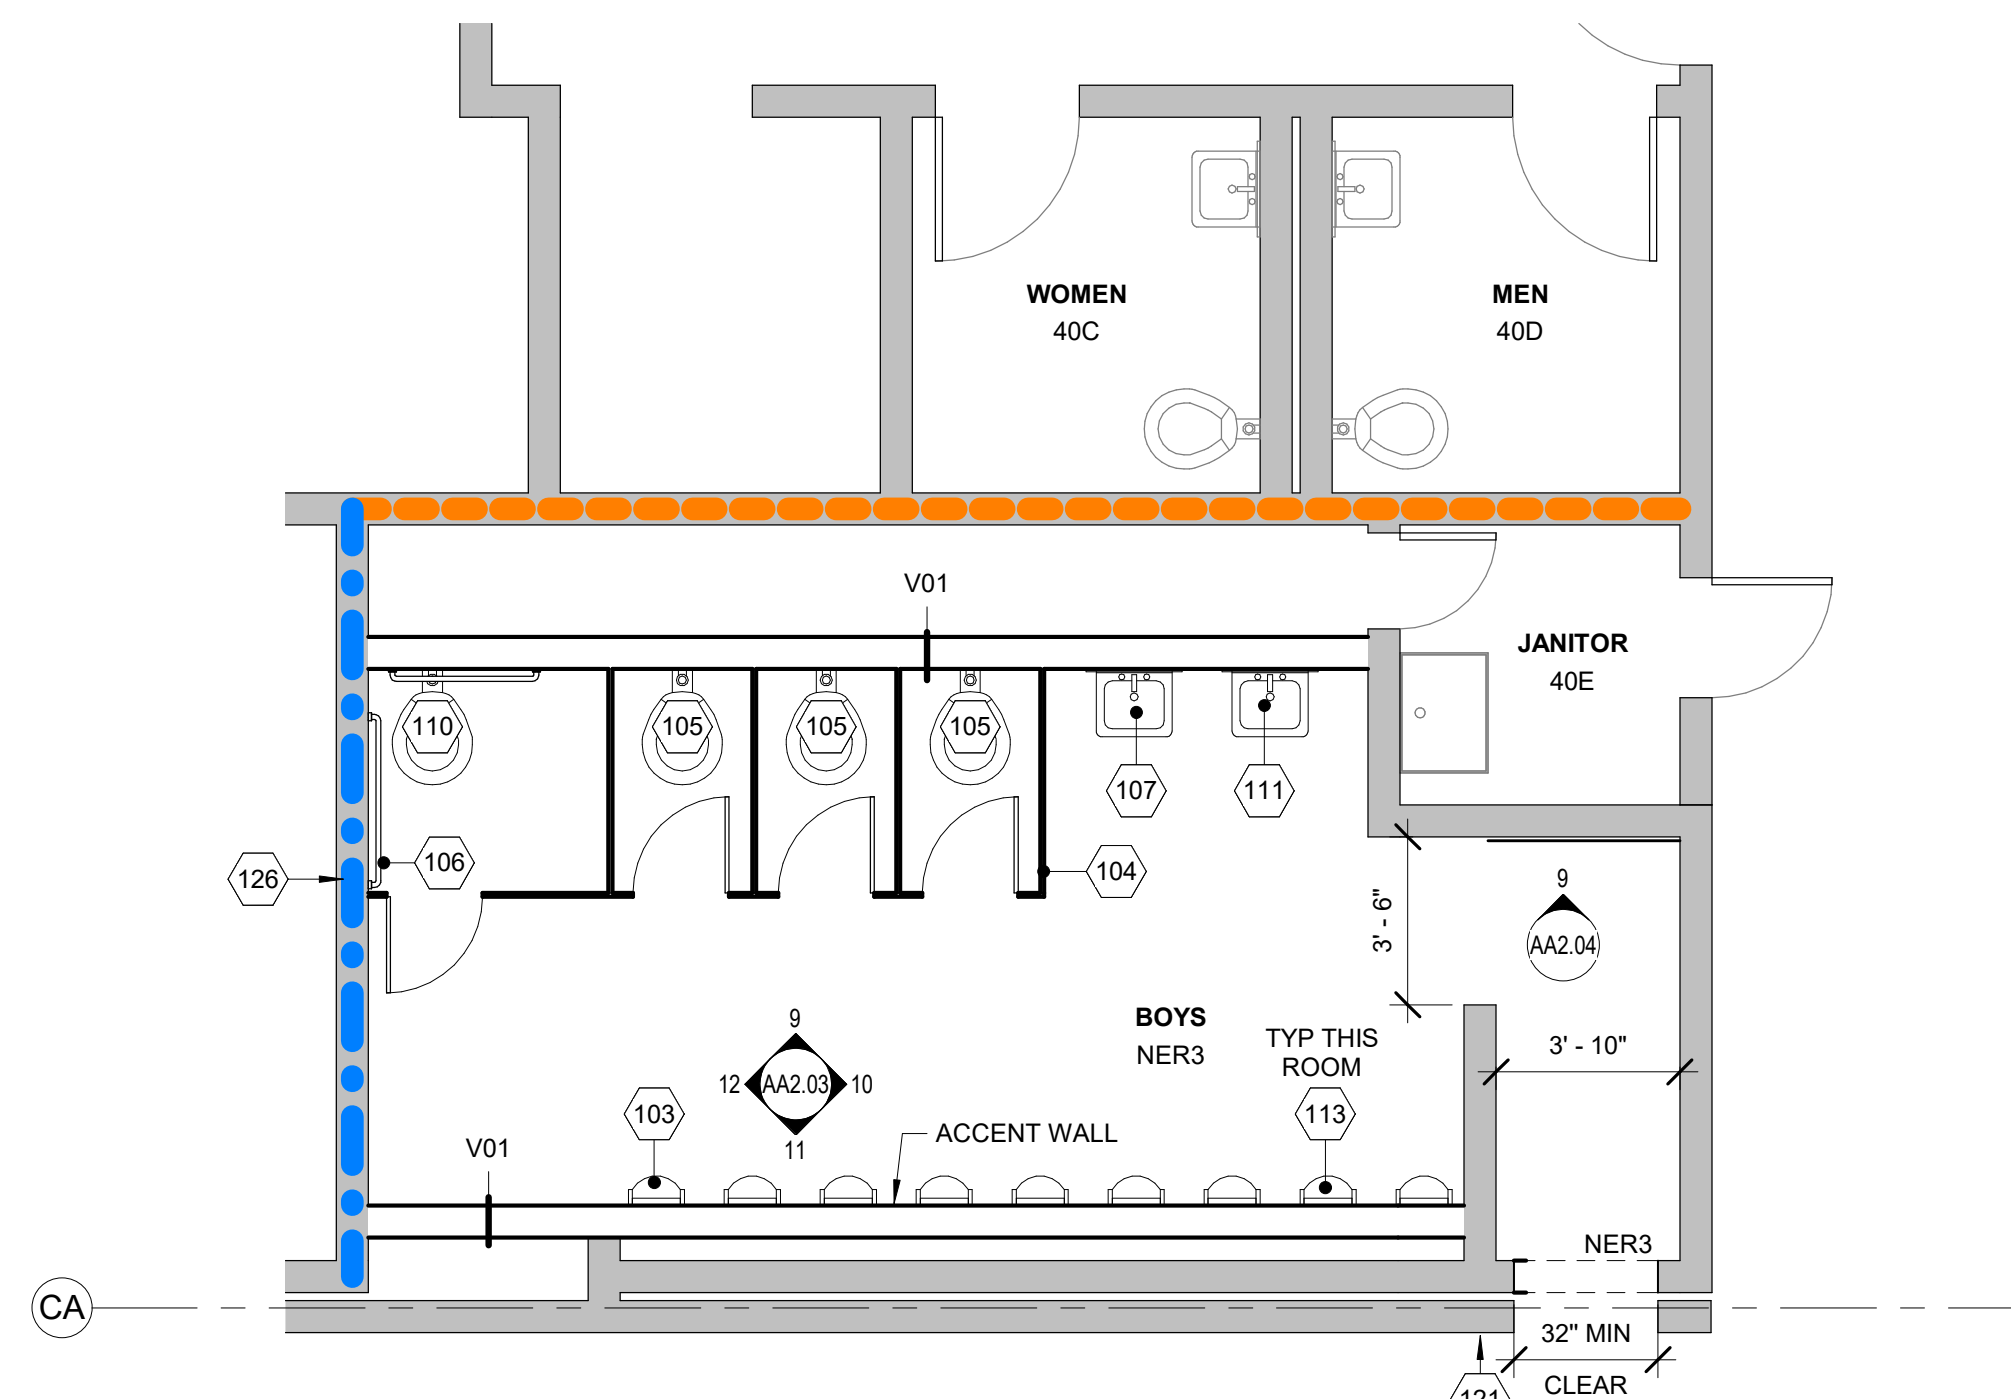 WOMEN
40C
MEN
40D
V01
JANITOR
40E
110
105
105
105
107
111
106
104
126
9
AA2.04
3' - 6"
BOYS
NER3
TYP THIS
ROOM
3' - 10"
9
12
AA2.03
10
11
103
113
ACCENT WALL
V01
NER3
CA
32" MIN
CLEAR
121